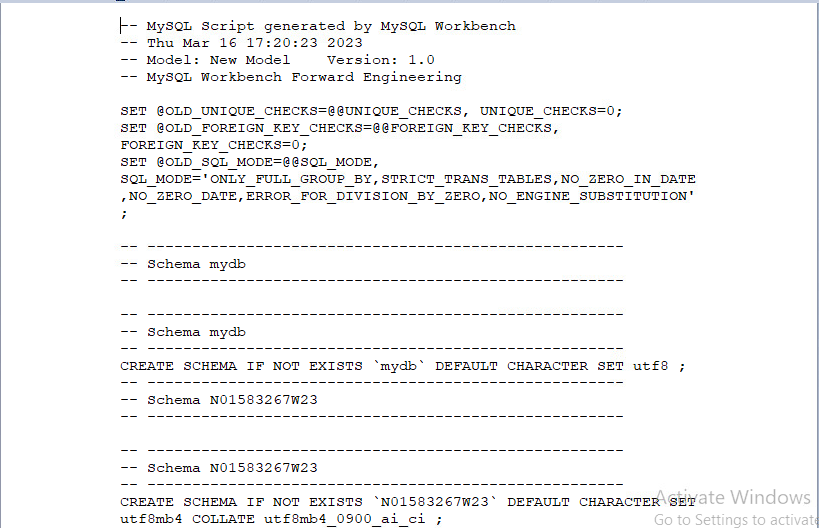 -- MySQL Script generated by MySQL Workbench
-- Thu Mar 16 17:20:23 2023
-- Model: New Model    Version: 1.0
-- MySQL Workbench Forward Engineering

SET @OLD_UNIQUE_CHECKS=@@UNIQUE_CHECKS, UNIQUE_CHECKS=0;
SET @OLD_FOREIGN_KEY_CHECKS=@@FOREIGN_KEY_CHECKS,
FOREIGN_KEY_CHECKS=0;
SET @OLD_SQL_MODE=@@SQL_MODE,
SQL_MODE='ONLY_FULL_GROUP_BY,STRICT_TRANS_TABLES,NO_ZERO_IN_DATE
,NO_ZERO_DATE,ERROR_FOR_DIVISION_BY_ZERO,NO_ENGINE_SUBSTITUTION'
;

-- -----------------------------------------------------
-- Schema mydb
-- -----------------------------------------------------

-- -----------------------------------------------------
-- Schema mydb
-- -----------------------------------------------------
CREATE SCHEMA IF NOT EXISTS `mydb` DEFAULT CHARACTER SET utf8 ;
-- -----------------------------------------------------
-- Schema N01583267W23
-- -----------------------------------------------------

-- -----------------------------------------------------
-- Schema N01583267W23
-- -----------------------------------------------------
CREATE SCHEMA IF NOT EXISTS `N01583267W23` DEFAULT CHARACTER SET
utf8mb4 COLLATE utf8mb4_0900_ai_ci ;
Activate Windows
Go to Settings to activate